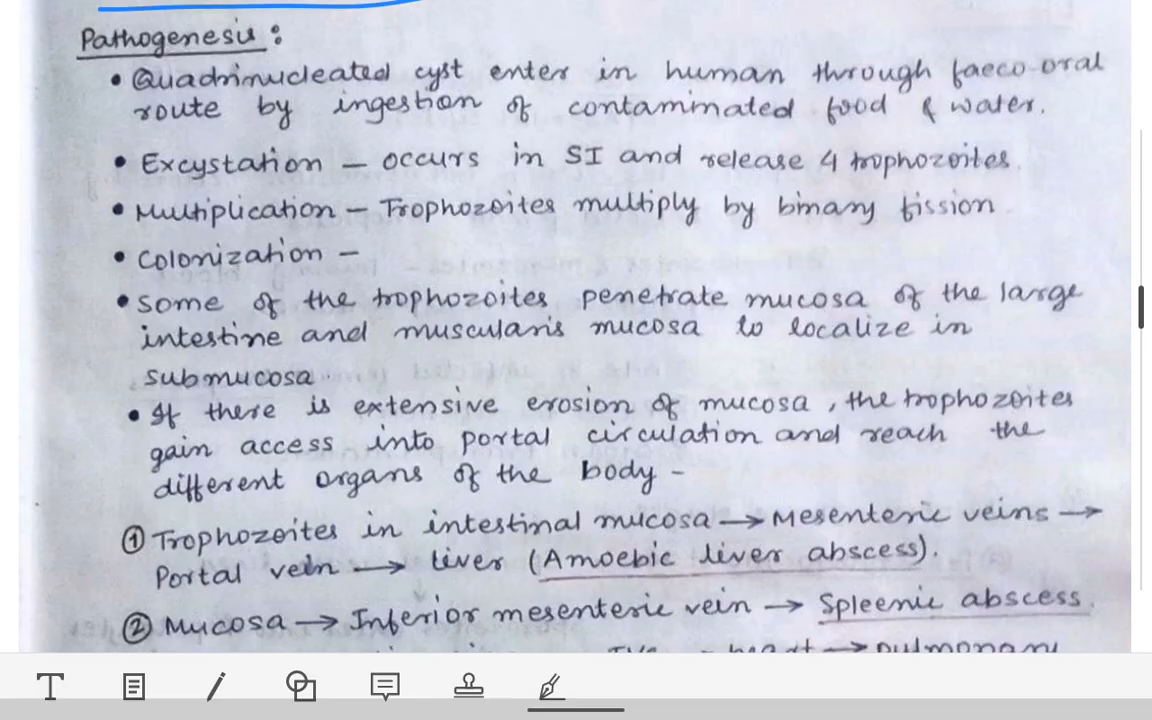 Pathogenesis :
• Quadrinucleated cyst enter in human through faeco-oral
route by ingestion of contaminated food & water.
• Excystation – occurs in SI and release 4 trophozoites.
• Multiplication – Trophozoites multiply by binary fission.
• Colonization –
• Some of the trophozoites penetrate mucosa of the large
intestine and muscularis mucosa to localize in
submucosa.
• If there is extensive erosion of mucosa, the trophozoites
gain access into portal circulation and reach the
different organs of the body –
① Trophozoites in intestinal mucosa → Mesenteric veins →
Portal vein → Liver (Amoebic liver abscess).
② Mucosa → Inferior mesenteric vein → Spleenic abscess.
IVC → heart → pulmonary